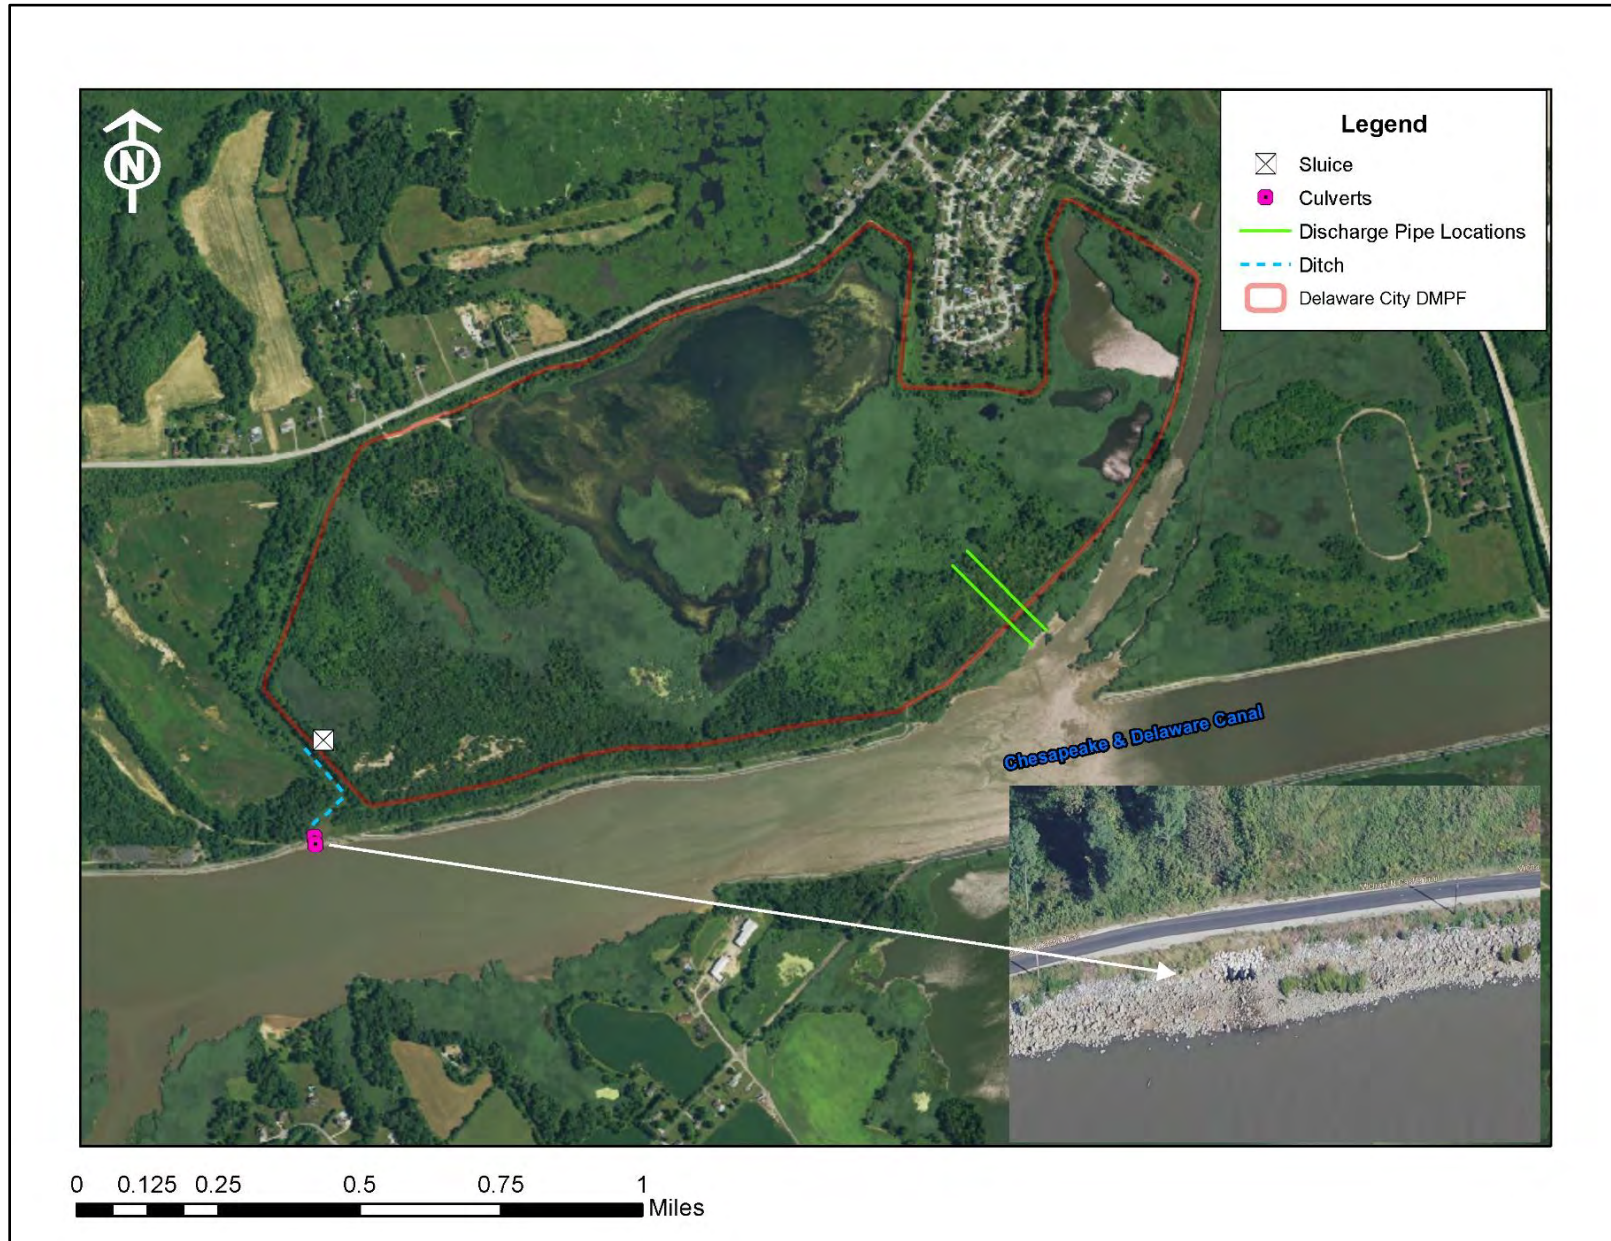 N
Legend
Sluice
Culverts
Discharge Pipe Locations
Ditch
Delaware City DMPF
Chesapeake & Delaware Canal
0 0.125 0.25 0.5 0.75 1
Miles